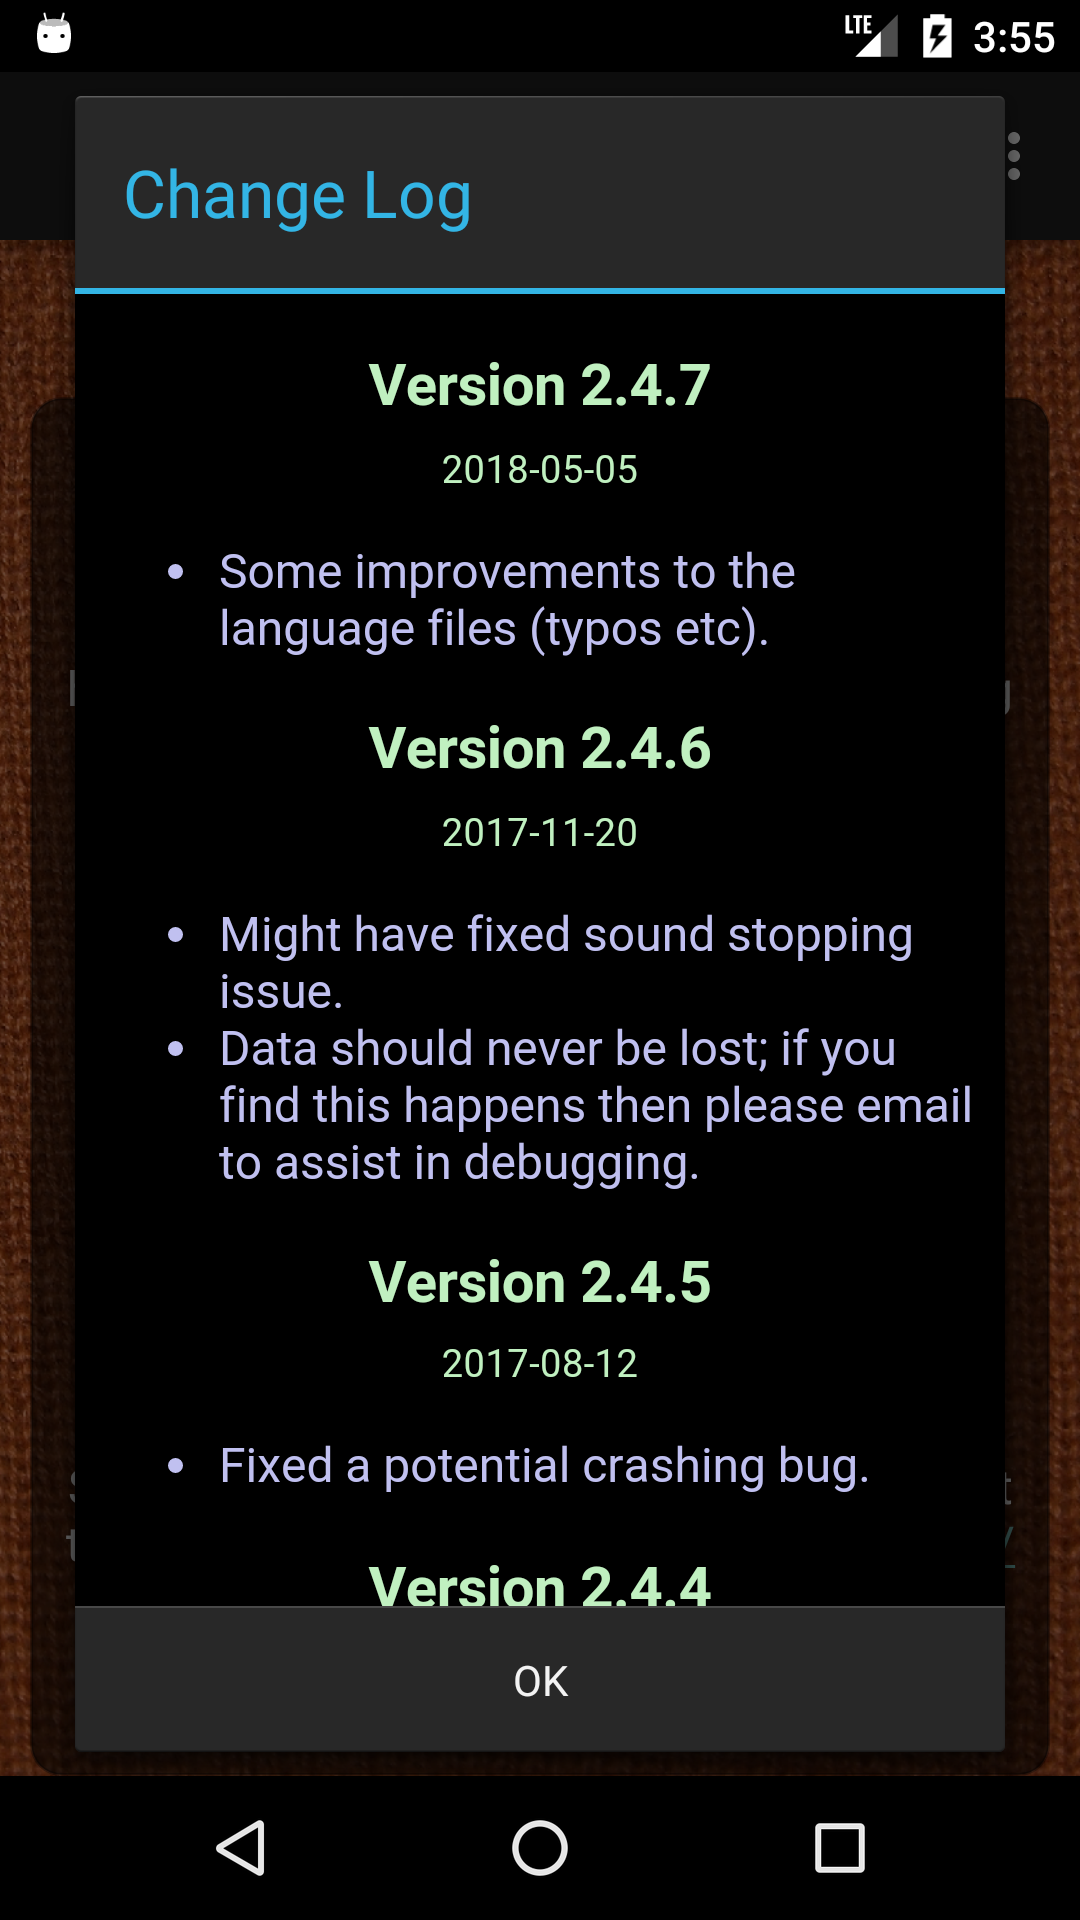 LTE 3:55
Change Log
Version 2.4.7
2018-05-05
• Some improvements to the
language files (typos etc).
Version 2.4.6
2017-11-20
• Might have fixed sound stopping
issue.
• Data should never be lost; if you
find this happens then please email
to assist in debugging.
Version 2.4.5
2017-08-12
• Fixed a potential crashing bug.
Version 2.4.4
OK